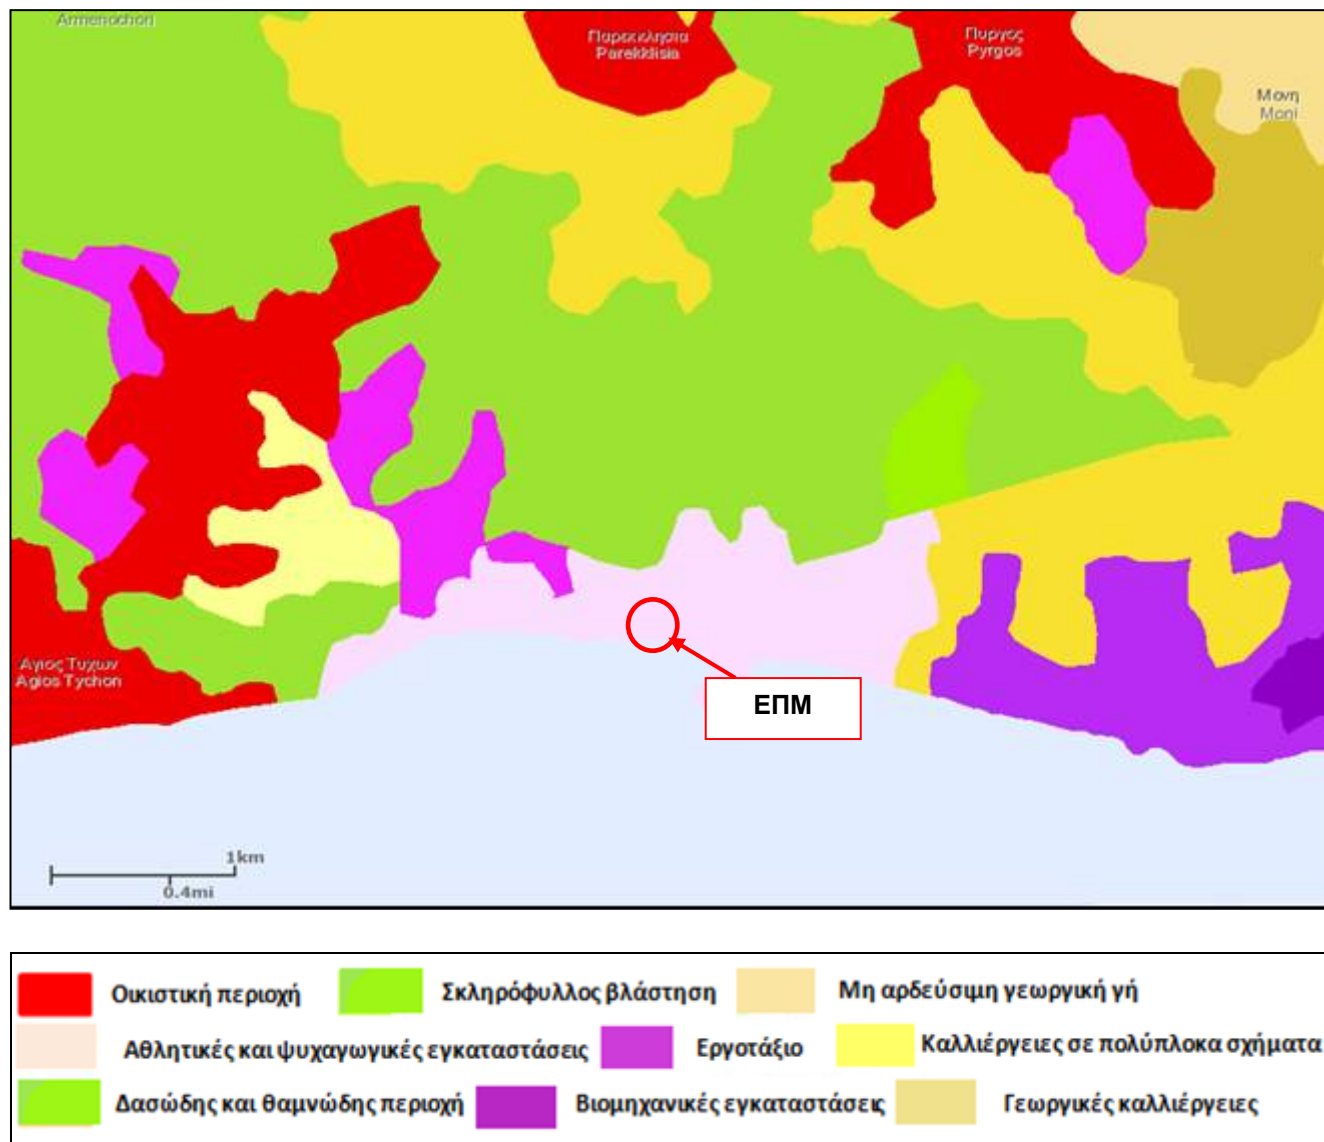 Armenochori
Παρεκκλησια
Parekklisia
Πυργος
Pyrgos
Μονη
Moni
Αγιος Τυχων
Agios Tychon
ΕΠΜ
1km
0.4mi
Οικιστική περιοχή
Σκληρόφυλλος βλάστηση
Μη αρδεύσιμη γεωργική γή
Αθλητικές και ψυχαγωγικές εγκαταστάσεις
Εργοτάξιο
Καλλιέργειες σε πολύπλοκα σχήματα
Δασώδης και θαμνώδης περιοχή
Βιομηχανικές εγκαταστάσεις
Γεωργικές καλλιέργειες